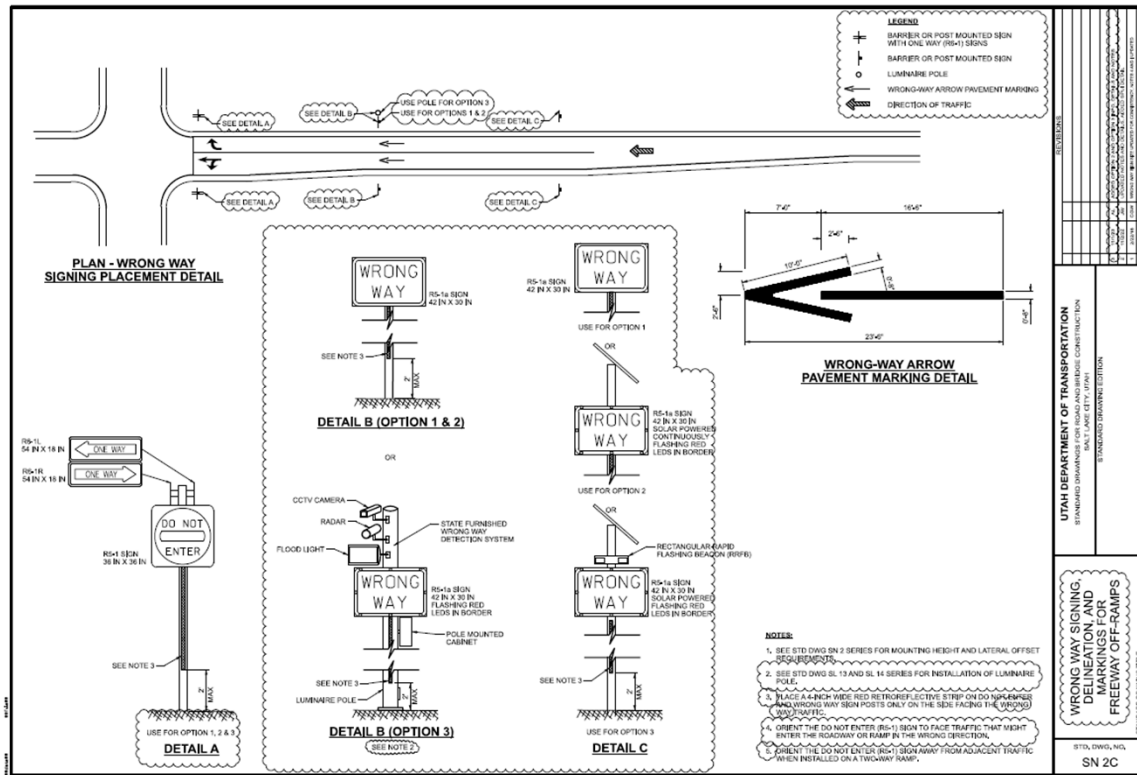 LEGEND
BARRIER OR POST MOUNTED SIGN
WITH ONE WAY (R6-1) SIGNS
BARRIER OR POST MOUNTED SIGN
LUMINAIRE POLE
WRONG-WAY ARROW PAVEMENT MARKING
DIRECTION OF TRAFFIC
SEE DETAIL A
SEE DETAIL B
USE POLE FOR OPTION 3
USE FOR OPTIONS 1 & 2
SEE DETAIL C
SEE DETAIL A
SEE DETAIL B
SEE DETAIL C
PLAN - WRONG WAY
SIGNING PLACEMENT DETAIL
7'-6"
16'-6"
2'-6"
10'-0"
0'-8"
2'-6"
0'-8"
23'-6"
WRONG-WAY ARROW
PAVEMENT MARKING DETAIL
WRONG
WAY
R5-1a SIGN
42 IN X 30 IN
SEE NOTE 3
2'
MAX
DETAIL B (OPTION 1 & 2)
OR
CCTV CAMERA
RADAR
FLOOD LIGHT
STATE FURNISHED
WRONG WAY
DETECTION SYSTEM
WRONG
WAY
R5-1a SIGN
42 IN X 30 IN
FLASHING RED
LEDS IN BORDER
POLE MOUNTED
CABINET
SEE NOTE 3
LUMINAIRE POLE
2'
MAX
DETAIL B (OPTION 3)
SEE NOTE 2
WRONG
WAY
R5-1a SIGN
42 IN X 30 IN
USE FOR OPTION 1
OR
WRONG
WAY
R5-1a SIGN
42 IN X 30 IN
SOLAR POWERED
CONTINUOUSLY
FLASHING RED
LEDS IN BORDER
USE FOR OPTION 2
OR
RECTANGULAR RAPID
FLASHING BEACON (RRFB)
WRONG
WAY
R5-1a SIGN
42 IN X 30 IN
SOLAR POWERED
FLASHING RED
LEDS IN BORDER
SEE NOTE 3
2'
MAX
USE FOR OPTION 3
DETAIL C
R6-1L
54 IN X 18 IN
ONE WAY
R6-1R
54 IN X 18 IN
ONE WAY
DO NOT
ENTER
R5-1 SIGN
36 IN X 36 IN
SEE NOTE 3
2'
MAX
USE FOR OPTION 1, 2 & 3
DETAIL A
NOTES:
1. SEE STD DWG SN 2 SERIES FOR MOUNTING HEIGHT AND LATERAL OFFSET
REQUIREMENTS.
2. SEE STD DWG SL 13 AND SL 14 SERIES FOR INSTALLATION OF LUMINAIRE
POLE.
3. PLACE A 4-INCH WIDE RED RETROREFLECTIVE STRIP ON DO NOT ENTER
AND WRONG WAY SIGN POSTS ONLY ON THE SIDE FACING THE WRONG
WAY TRAFFIC.
4. ORIENT THE DO NOT ENTER (R5-1) SIGN TO FACE TRAFFIC THAT MIGHT
ENTER THE ROADWAY OR RAMP IN THE WRONG DIRECTION.
5. ORIENT THE DO NOT ENTER (R5-1) SIGN AWAY FROM ADJACENT TRAFFIC
WHEN INSTALLED ON A TWO-WAY RAMP.
REVISIONS
UTAH DEPARTMENT OF TRANSPORTATION
STANDARD DRAWINGS FOR ROAD AND BRIDGE CONSTRUCTION
SALT LAKE CITY, UTAH
STANDARD DRAWING EDITION
WRONG WAY SIGNING,
DELINEATION, AND
MARKINGS FOR
FREEWAY OFF-RAMPS
STD. DWG. NO.
SN 2C